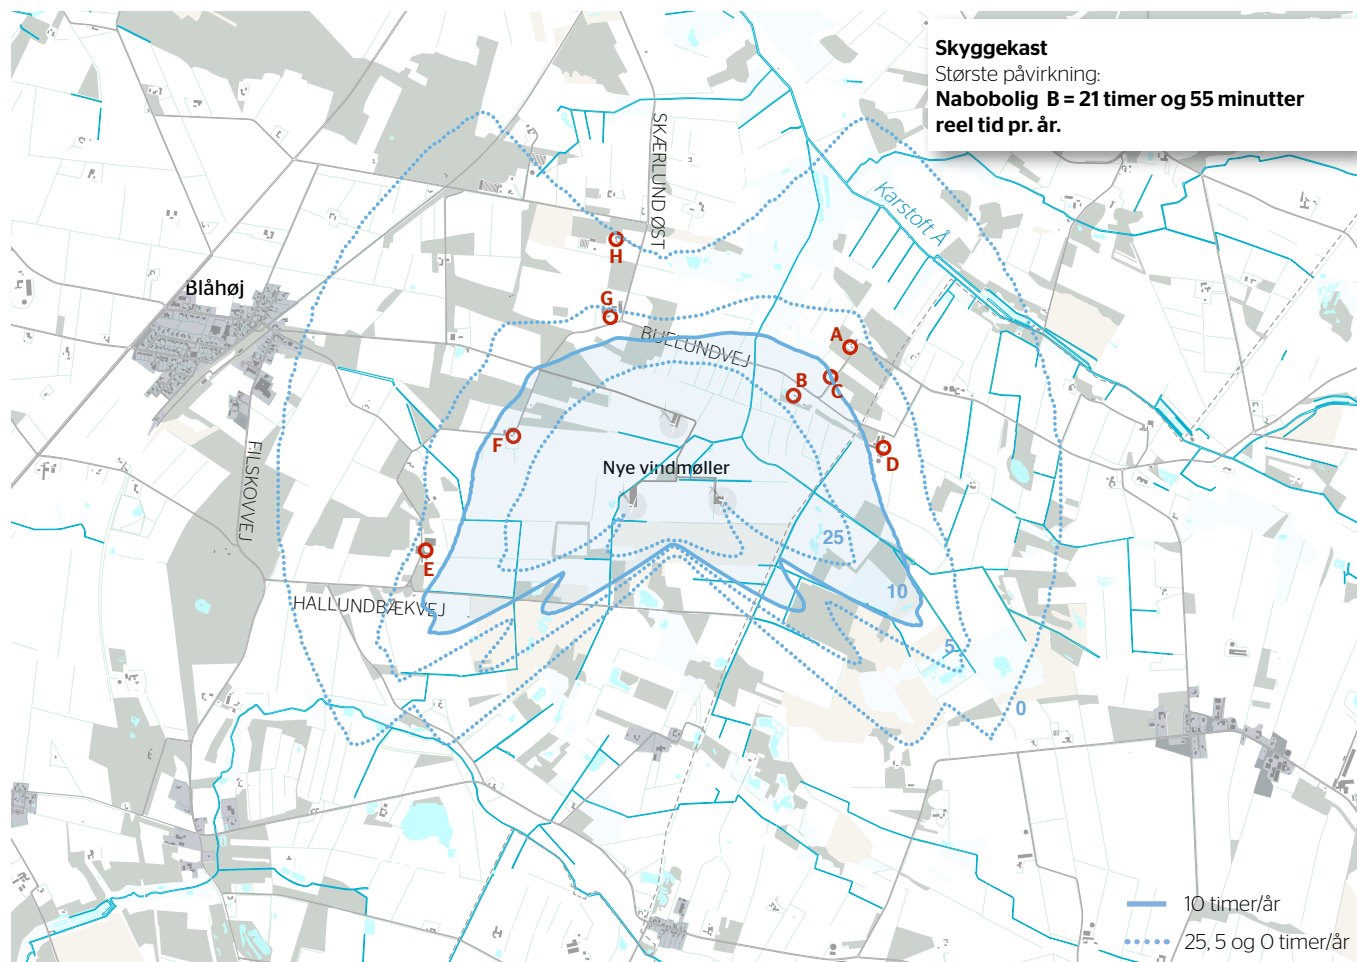 Skyggekast
Største påvirkning:
Nabobolig B = 21 timer og 55 minutter
reel tid pr. år.
SKÆRLUND ØST
Karstoft Å
H
Blåhøj
G
BIJELUNDVEJ
A
B
C
F
D
FILSKOVVEJ
Nye vindmøller
25
E
10
HALLUNDBÆKVEJ
5
0
10 timer/år
25, 5 og 0 timer/år